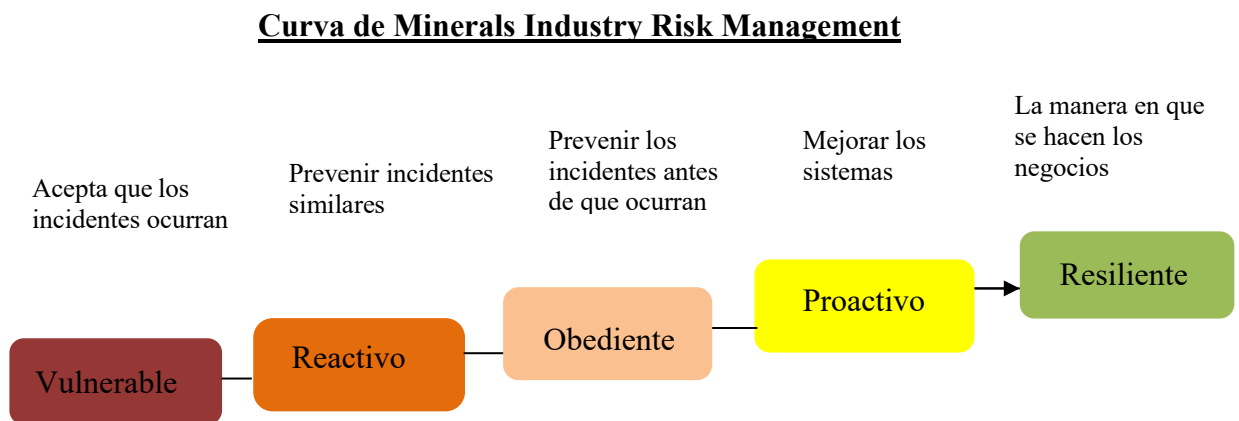 Curva de Minerals Industry Risk Management
Acepta que los
incidentes ocurran
Prevenir incidentes
similares
Prevenir los
incidentes antes
de que ocurran
Mejorar los
sistemas
La manera en que
se hacen los
negocios
Vulnerable
Reactivo
Obediente
Proactivo
Resiliente